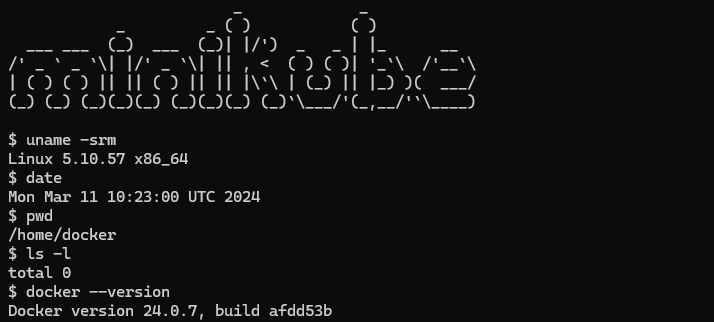 minikube
$ uname -srm
Linux 5.10.57 x86_64
$ date
Mon Mar 11 10:23:00 UTC 2024
$ pwd
/home/docker
$ ls -l
total 0
$ docker --version
Docker version 24.0.7, build afdd53b